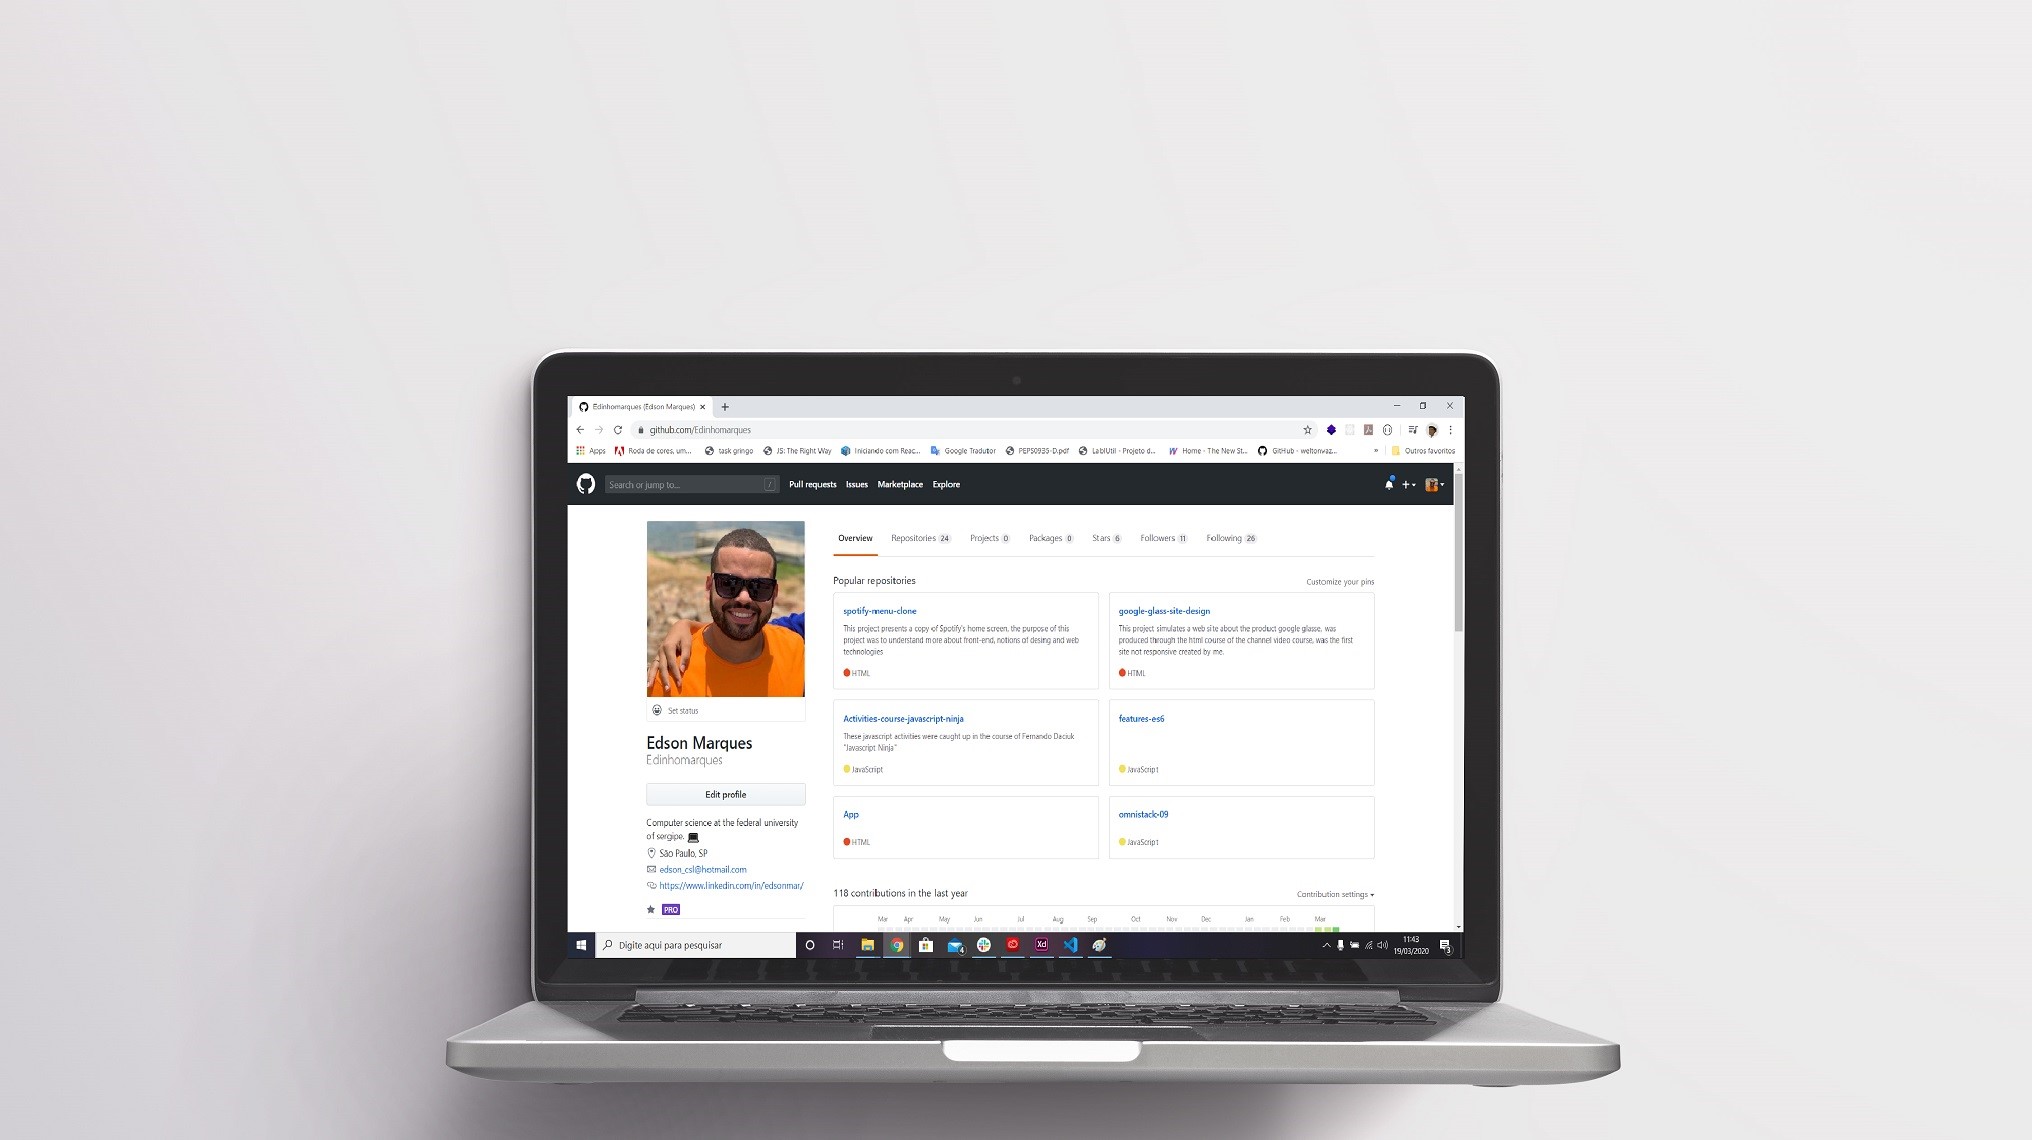 Edinhomarques (Edson Marques)
github.com/Edinhomarques
Apps Roda de cores, um... task gringo JS: The Right Way Iniciando com Reac... Google Tradutor PEPS0935-D.pdf LabIUtil - Projeto d... Home - The New St... GitHub - weltonvaz... » Outros favoritos
Search or jump to... / Pull requests Issues Marketplace Explore
Overview Repositories 24 Projects 0 Packages 0 Stars 6 Followers 11 Following 26
Set status
Edson Marques
Edinhomarques
Edit profile
Computer science at the federal university
of sergipe.
São Paulo, SP
edson_csl@hotmail.com
https://www.linkedin.com/in/edsonmar/
PRO
Popular repositories Customize your pins
spotify-menu-clone
This project presents a copy of Spotify's home screen, the purpose of this
project was to understand more about front-end, notions of desing and web
technologies
HTML
google-glass-site-design
This project simulates a web site about the product google glasse, was
produced through the html course of the channel video course, was the first
site not responsive created by me.
HTML
Activities-course-javascript-ninja
These javascript activities were caught up in the course of Fernando Daciuk
"Javascript Ninja"
JavaScript
features-es6
JavaScript
App
HTML
omnistack-09
JavaScript
118 contributions in the last year Contribution settings
Mar Apr May Jun Jul Aug Sep Oct Nov Dec Jan Feb Mar
Digite aqui para pesquisar
4
Xd
11:43
19/03/2020
3